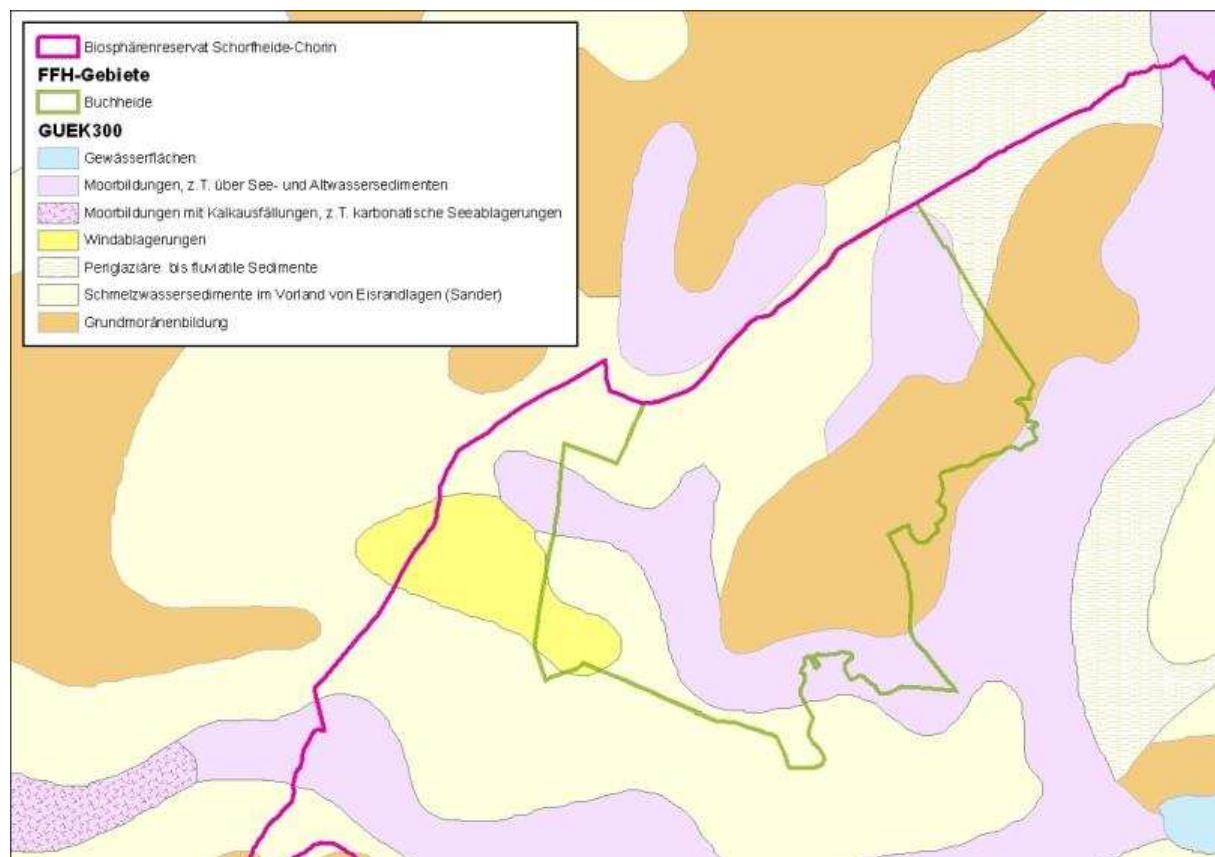 Biosphärenreservat Schorfheide-Chorin
FFH-Gebiete
Buchheide
GUEK300
Gewässerflächen
Moorbildungen, z.T. über See- und Altwassersedimenten
Moorbildungen mit Kalkausfällungen, z.T. karbonatische Seeablagerungen
Windablagerungen
Periglaziäre bis fluviatile Sedimente
Schmelzwassersedimente im Vorland von Eisrandlagen (Sander)
Grundmoränenbildung